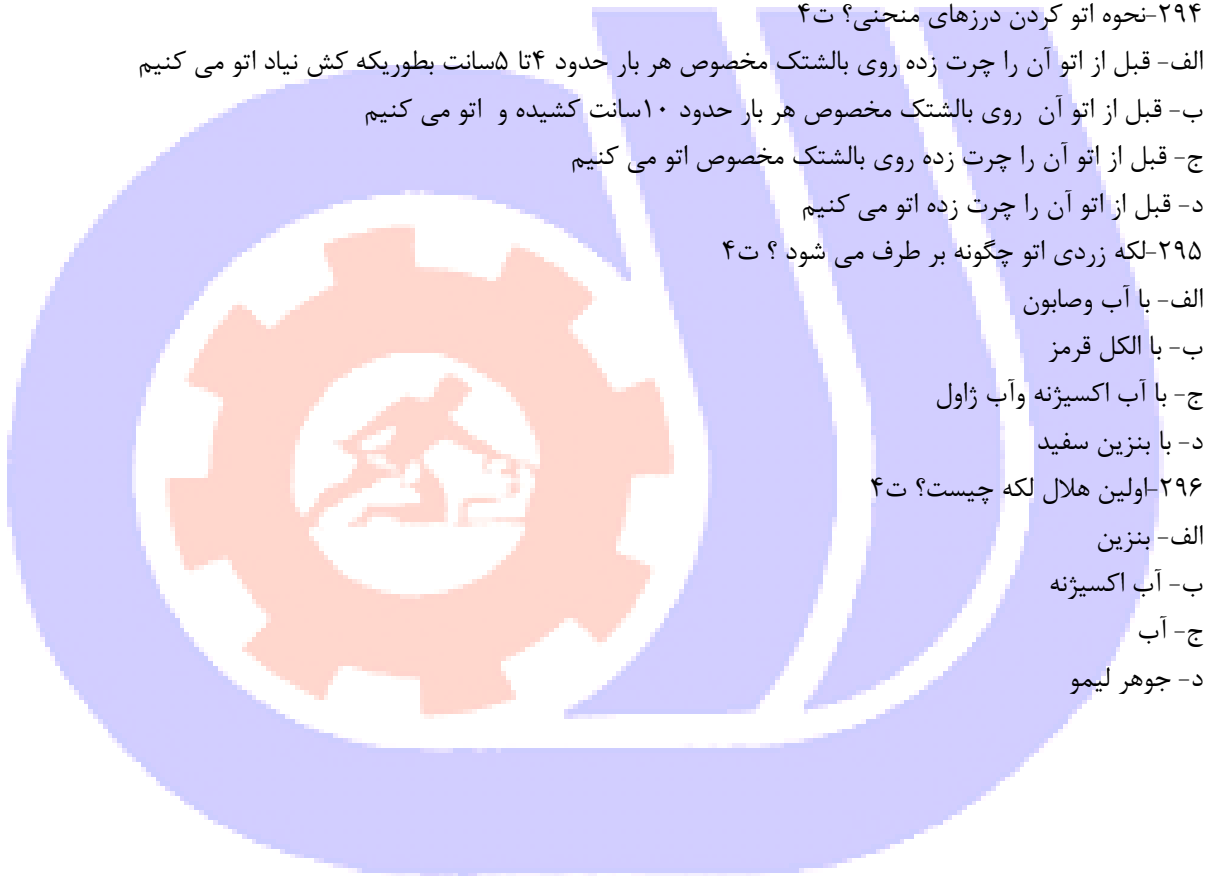 ۲۹۴-نحوه اتو کردن درزهای منحنی؟ ت۴
الف- قبل از اتو آن را چرت زده روی بالشتک مخصوص هر بار حدود ۴تا ۵سانت بطوریکه کش نیاد اتو می کنیم
ب- قبل از اتو آن روی بالشتک مخصوص هر بار حدود ۱۰سانت کشیده و اتو می کنیم
ج- قبل از اتو آن را چرت زده روی بالشتک مخصوص اتو می کنیم
د- قبل از اتو آن را چرت زده اتو می کنیم
۲۹۵-لکه زردی اتو چگونه بر طرف می شود ؟ ت۴
الف- با آب وصابون
ب- با الکل قرمز
ج- با آب اکسیژنه وآب ژاول
د- با بنزین سفید
۲۹۶-اولین هلال لکه چیست؟ ت۴
الف- بنزین
ب- آب اکسیژنه
ج- آب
د- جوهر لیمو